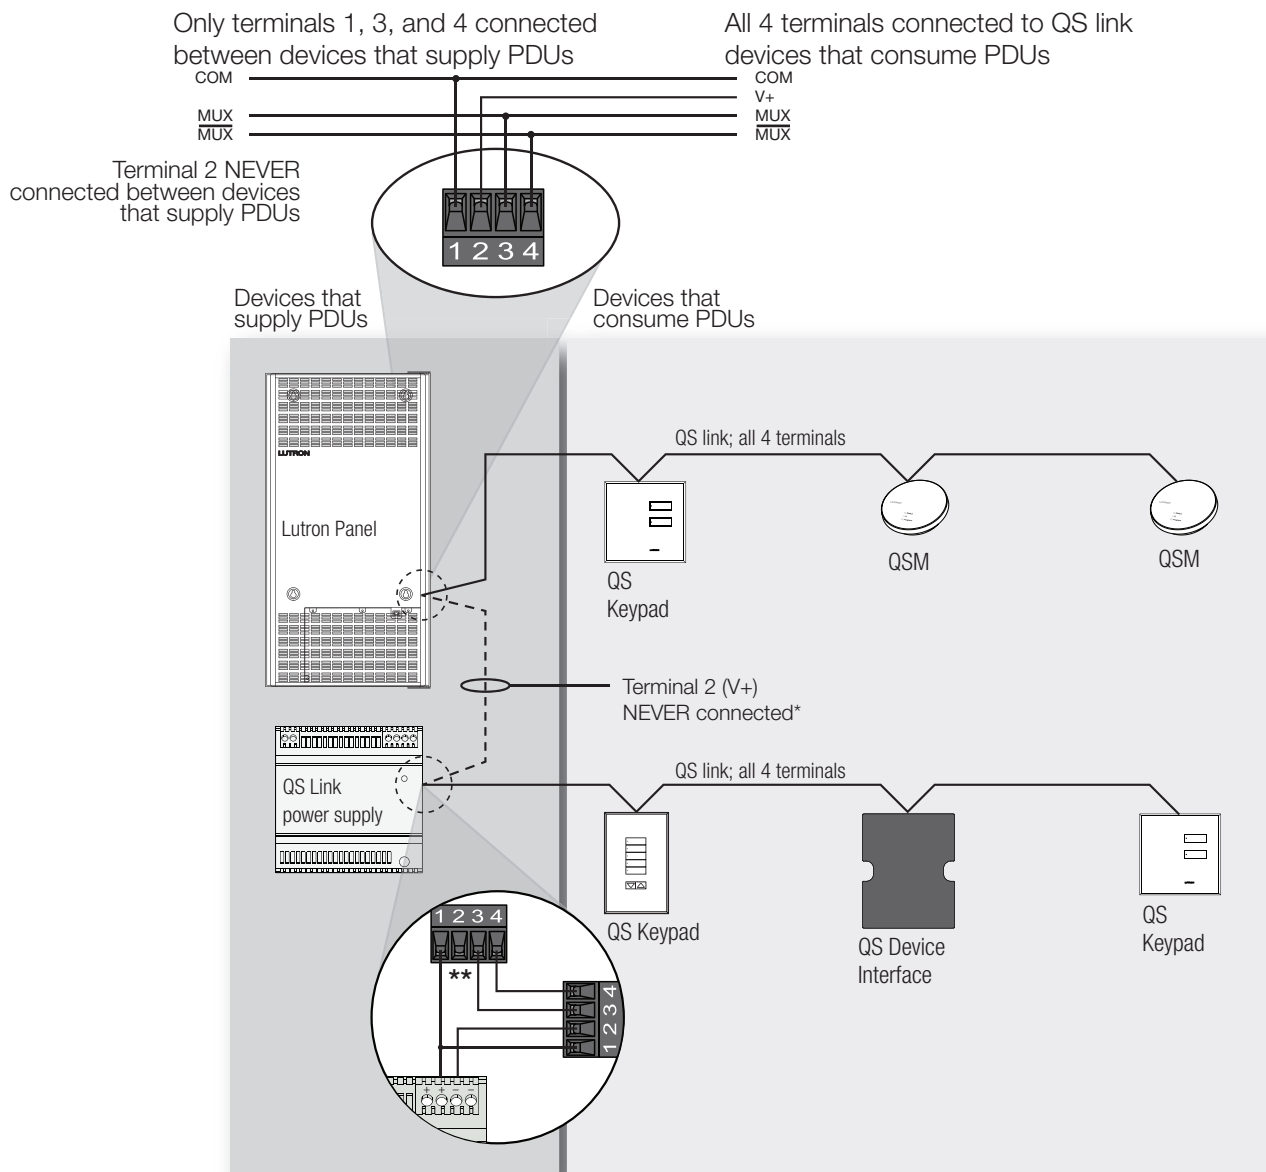 Only terminals 1, 3, and 4 connected
between devices that supply PDUs
All 4 terminals connected to QS link
devices that consume PDUs
COM
MUX
MUX
COM
V+
MUX
MUX
Terminal 2 NEVER
connected between devices
that supply PDUs
1 2 3 4
Devices that
supply PDUs
Devices that
consume PDUs
LUTRON
Lutron Panel
QS link; all 4 terminals
QS
Keypad
QSM
QSM
Terminal 2 (V+)
NEVER connected*
QS Link
power supply
QS link; all 4 terminals
QS Keypad
QS Device
Interface
QS
Keypad
1 2 3 4
**
1 2 3 4
+ + − −